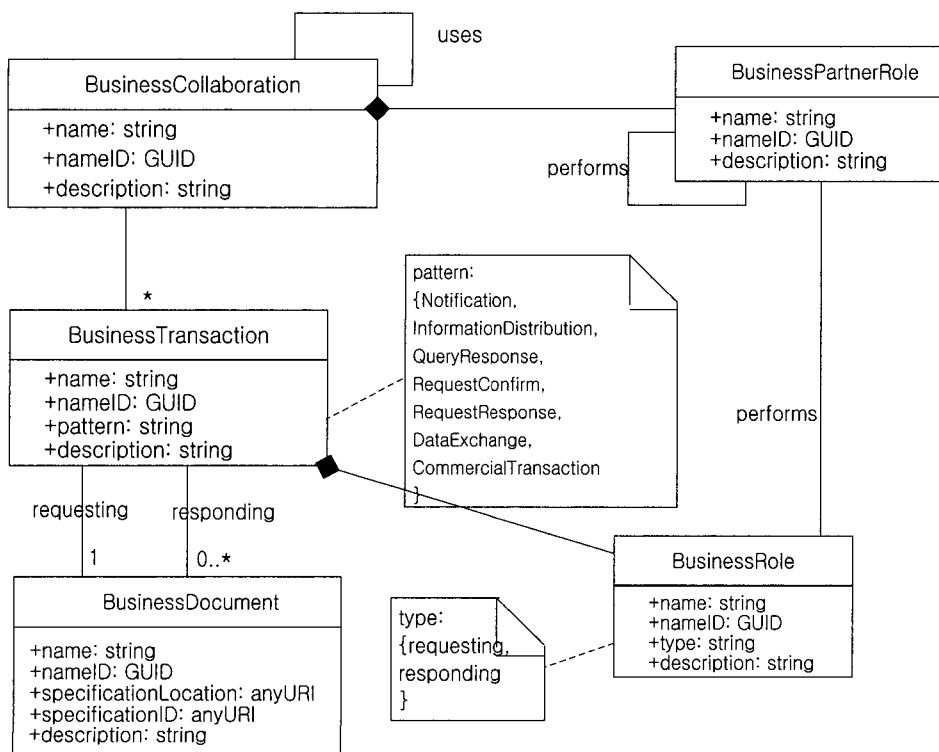 uses
BusinessCollaboration
+name: string
+nameID: GUID
+description: string
BusinessPartnerRole
+name: string
+nameID: GUID
+description: string
performs
*
BusinessTransaction
+name: string
+nameID: GUID
+pattern: string
+description: string
pattern:
{Notification,
InformationDistribution,
QueryResponse,
RequestConfirm,
RequestResponse,
DataExchange,
CommercialTransaction
}
performs
requesting
responding
1
0..*
BusinessDocument
+name: string
+nameID: GUID
+specificationLocation: anyURI
+specificationID: anyURI
+description: string
type:
{requesting,
responding
}
BusinessRole
+name: string
+nameID: GUID
+type: string
+description: string